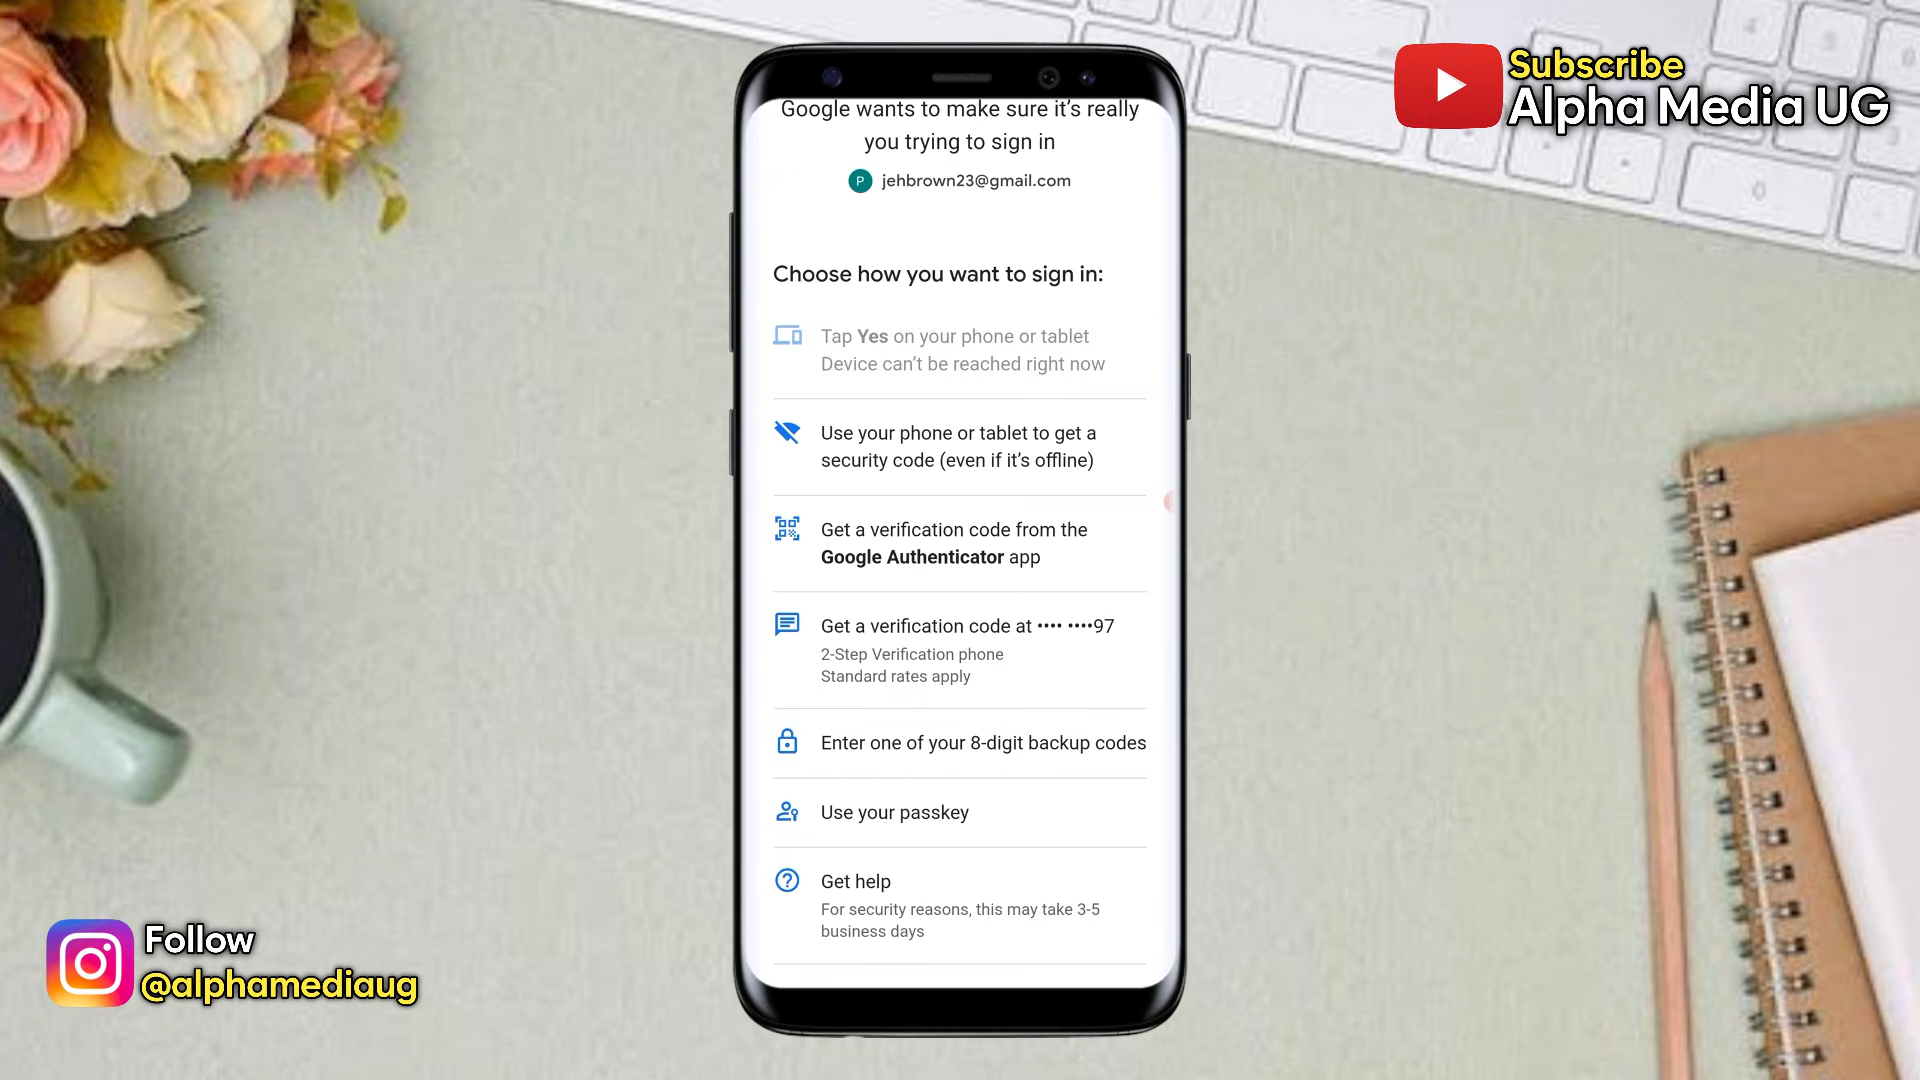 Subscribe
Alpha Media UG
Google wants to make sure it's really
you trying to sign in
P jehbrown23@gmail.com
Choose how you want to sign in:
Tap Yes on your phone or tablet
Device can't be reached right now
Use your phone or tablet to get a
security code (even if it's offline)
Get a verification code from the
Google Authenticator app
Get a verification code at •••• ••••97
2-Step Verification phone
Standard rates apply
Enter one of your 8-digit backup codes
Use your passkey
Get help
For security reasons, this may take 3-5
business days
Follow
@alphamediaug